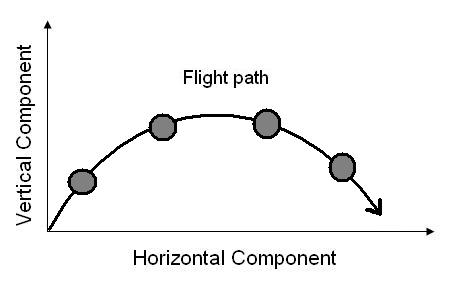 Flight path
Vertical Component
Horizontal Component